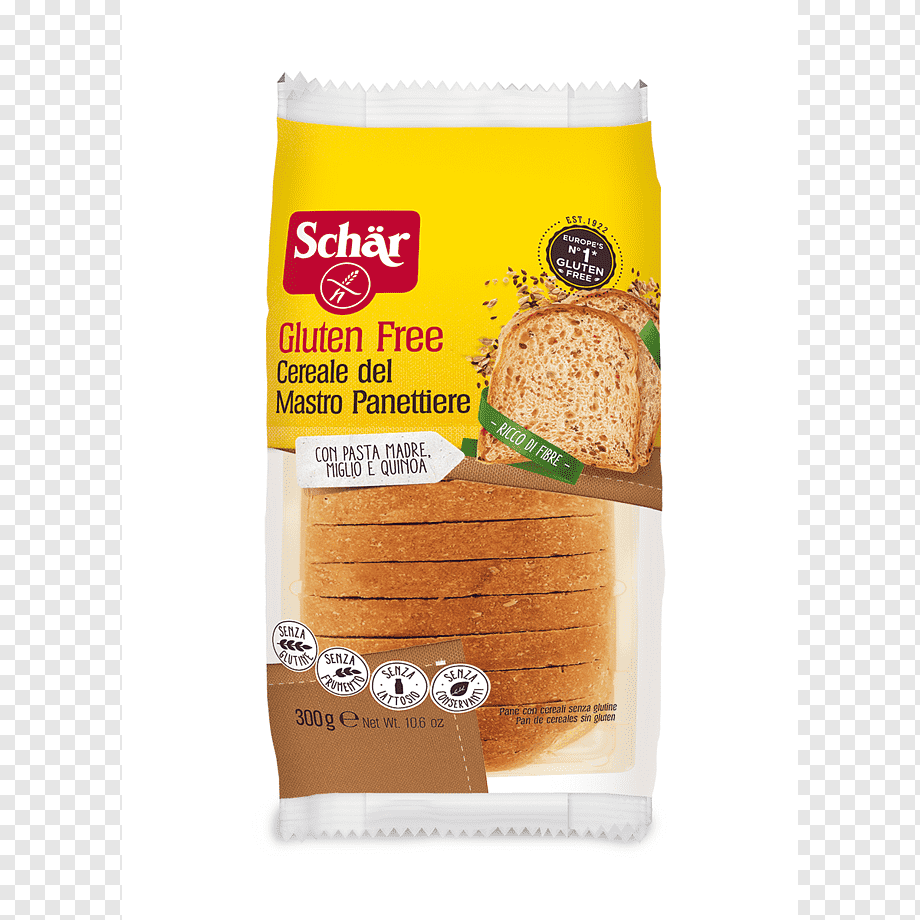 Schär
EST. 1922
EUROPE'S
N°1*
GLUTEN
FREE
Gluten Free
Cereale del
Mastro Panettiere
- RICCO DI FIBRE -
CON PASTA MADRE,
MIGLIO E QUINOA
SENZA
GLUTINE
SENZA
FRUMENTO
SENZA
LATTOSIO
SENZA
CONSERVANTI
300g ℮ NET WT. 10.6 OZ
Pane con cereali senza glutine
Pan de cereales sin gluten